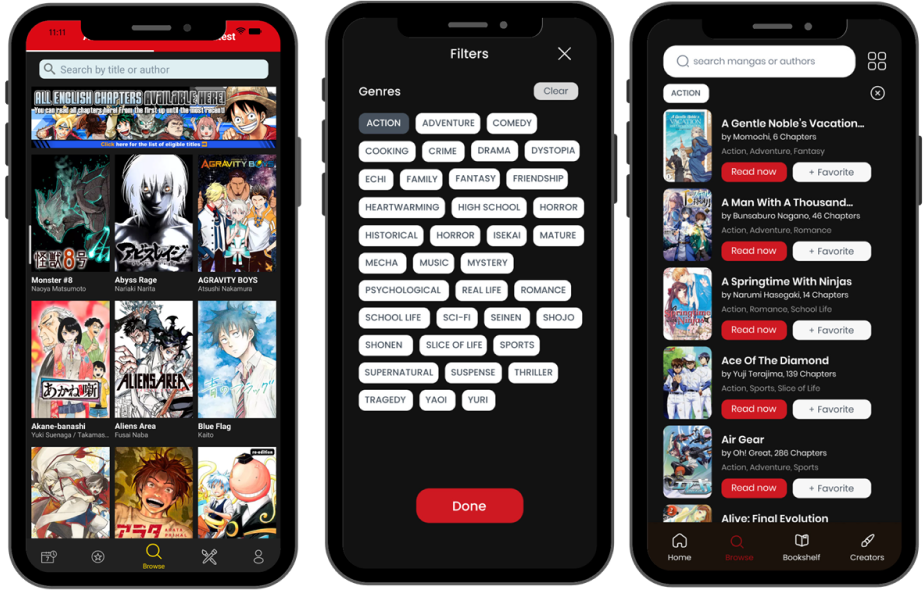 11:11
est
Search by title or author
ALL ENGLISH CHAPTERS AVAILABLE HERE!
You can read all chapters here! From the first up until the most recent!
Click here for the list of eligible titles
怪獣8号
Monster #8
Naoya Matsumoto
アビスレイジ
Abyss Rage
Nariaki Narita
AGRAVITY BOYS
AGRAVITY BOYS
Atsushi Nakamura
あかね噺
Akane-banashi
Yuki Suenaga / Takamas...
ALIENS AREA
Aliens Area
Fusai Naba
青のフラッグ
Blue Flag
Kaito
アラタ
re-edition
Browse
Filters
Genres
Clear
ACTION
ADVENTURE
COMEDY
COOKING
CRIME
DRAMA
DYSTOPIA
ECHI
FAMILY
FANTASY
FRIENDSHIP
HEARTWARMING
HIGH SCHOOL
HORROR
HISTORICAL
HORROR
ISEKAI
MATURE
MECHA
MUSIC
MYSTERY
PSYCHOLOGICAL
REAL LIFE
ROMANCE
SCHOOL LIFE
SCI-FI
SEINEN
SHOJO
SHONEN
SLICE OF LIFE
SPORTS
SUPERNATURAL
SUSPENSE
THRILLER
TRAGEDY
YAOI
YURI
Done
search mangas or authors
ACTION
A Gentle Noble's Vacation...
by Momochi, 6 Chapters
Action, Adventure, Fantasy
Read now
+ Favorite
A Man With A Thousand...
by Bunsaburo Nagano, 46 Chapters
Action, Adventure, Romance
Read now
+ Favorite
A Springtime With Ninjas
by Narumi Hasegaki, 14 Chapters
Action, Romance, School Life
Read now
+ Favorite
Ace Of The Diamond
by Yuji Terajima, 139 Chapters
Action, Sports, Slice of Life
Read now
+ Favorite
Air Gear
by Oh! Great, 286 Chapters
Action, Adventure, Sports
Read now
+ Favorite
Alive: Final Evolution
Home
Browse
Bookshelf
Creators